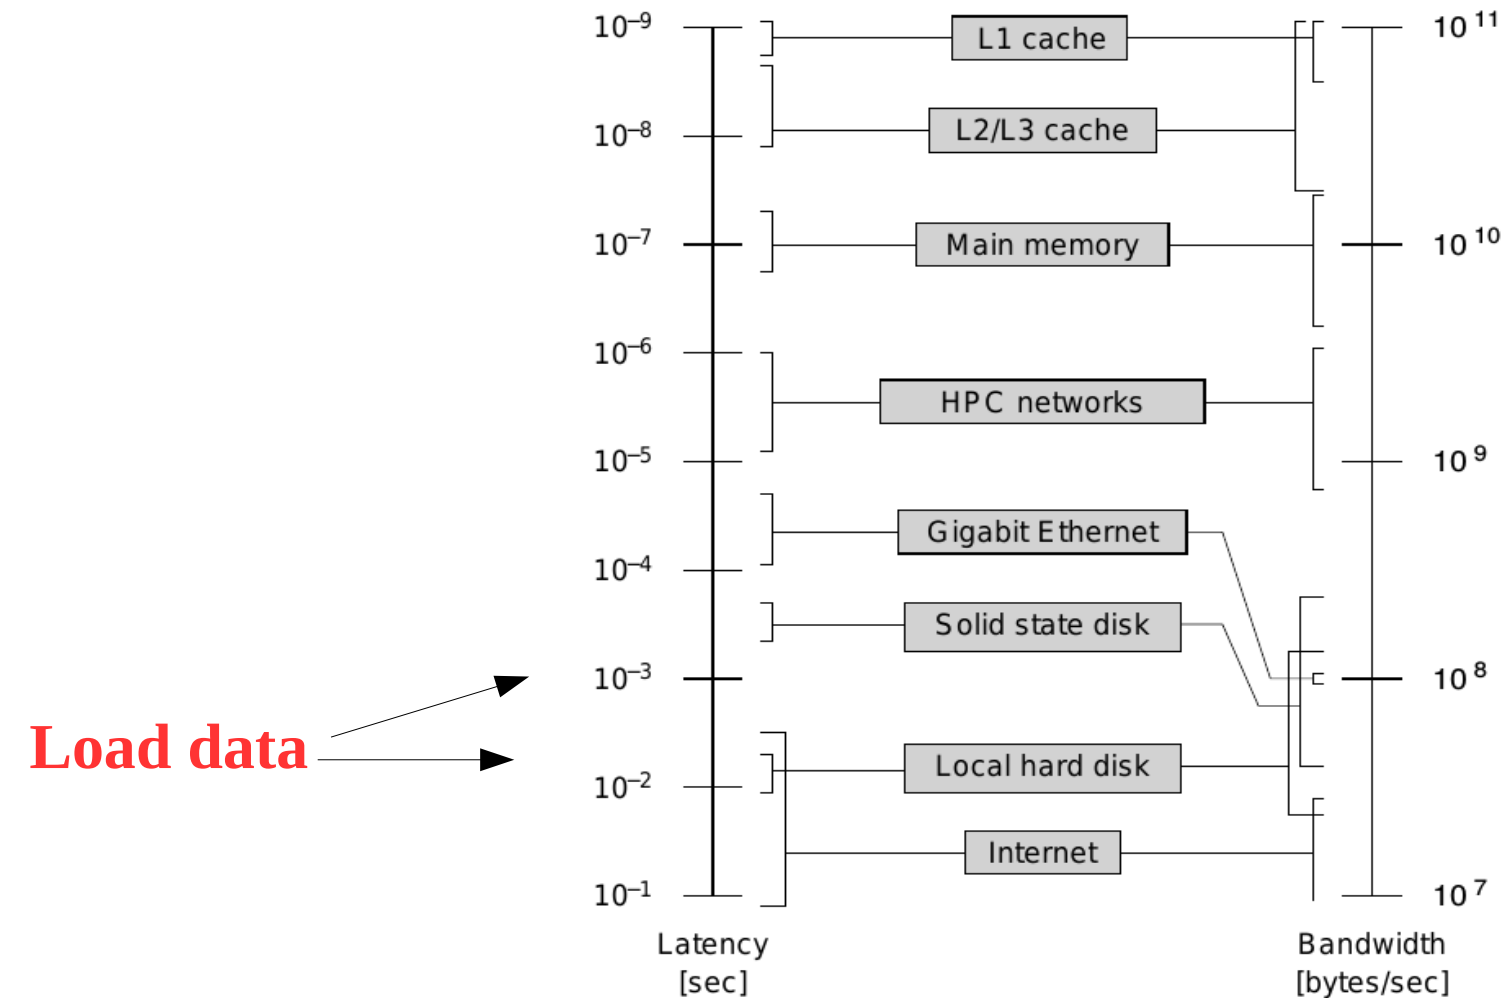 10⁻⁹ L1 cache 10¹¹
10⁻⁸ L2/L3 cache
10⁻⁷ Main memory 10¹⁰
10⁻⁶
HPC networks
10⁻⁵ 10⁹
Gigabit Ethernet
10⁻⁴
Solid state disk
10⁻³ 10⁸
Load data
Local hard disk
10⁻²
Internet
10⁻¹ 10⁷
Latency Bandwidth
[sec] [bytes/sec]